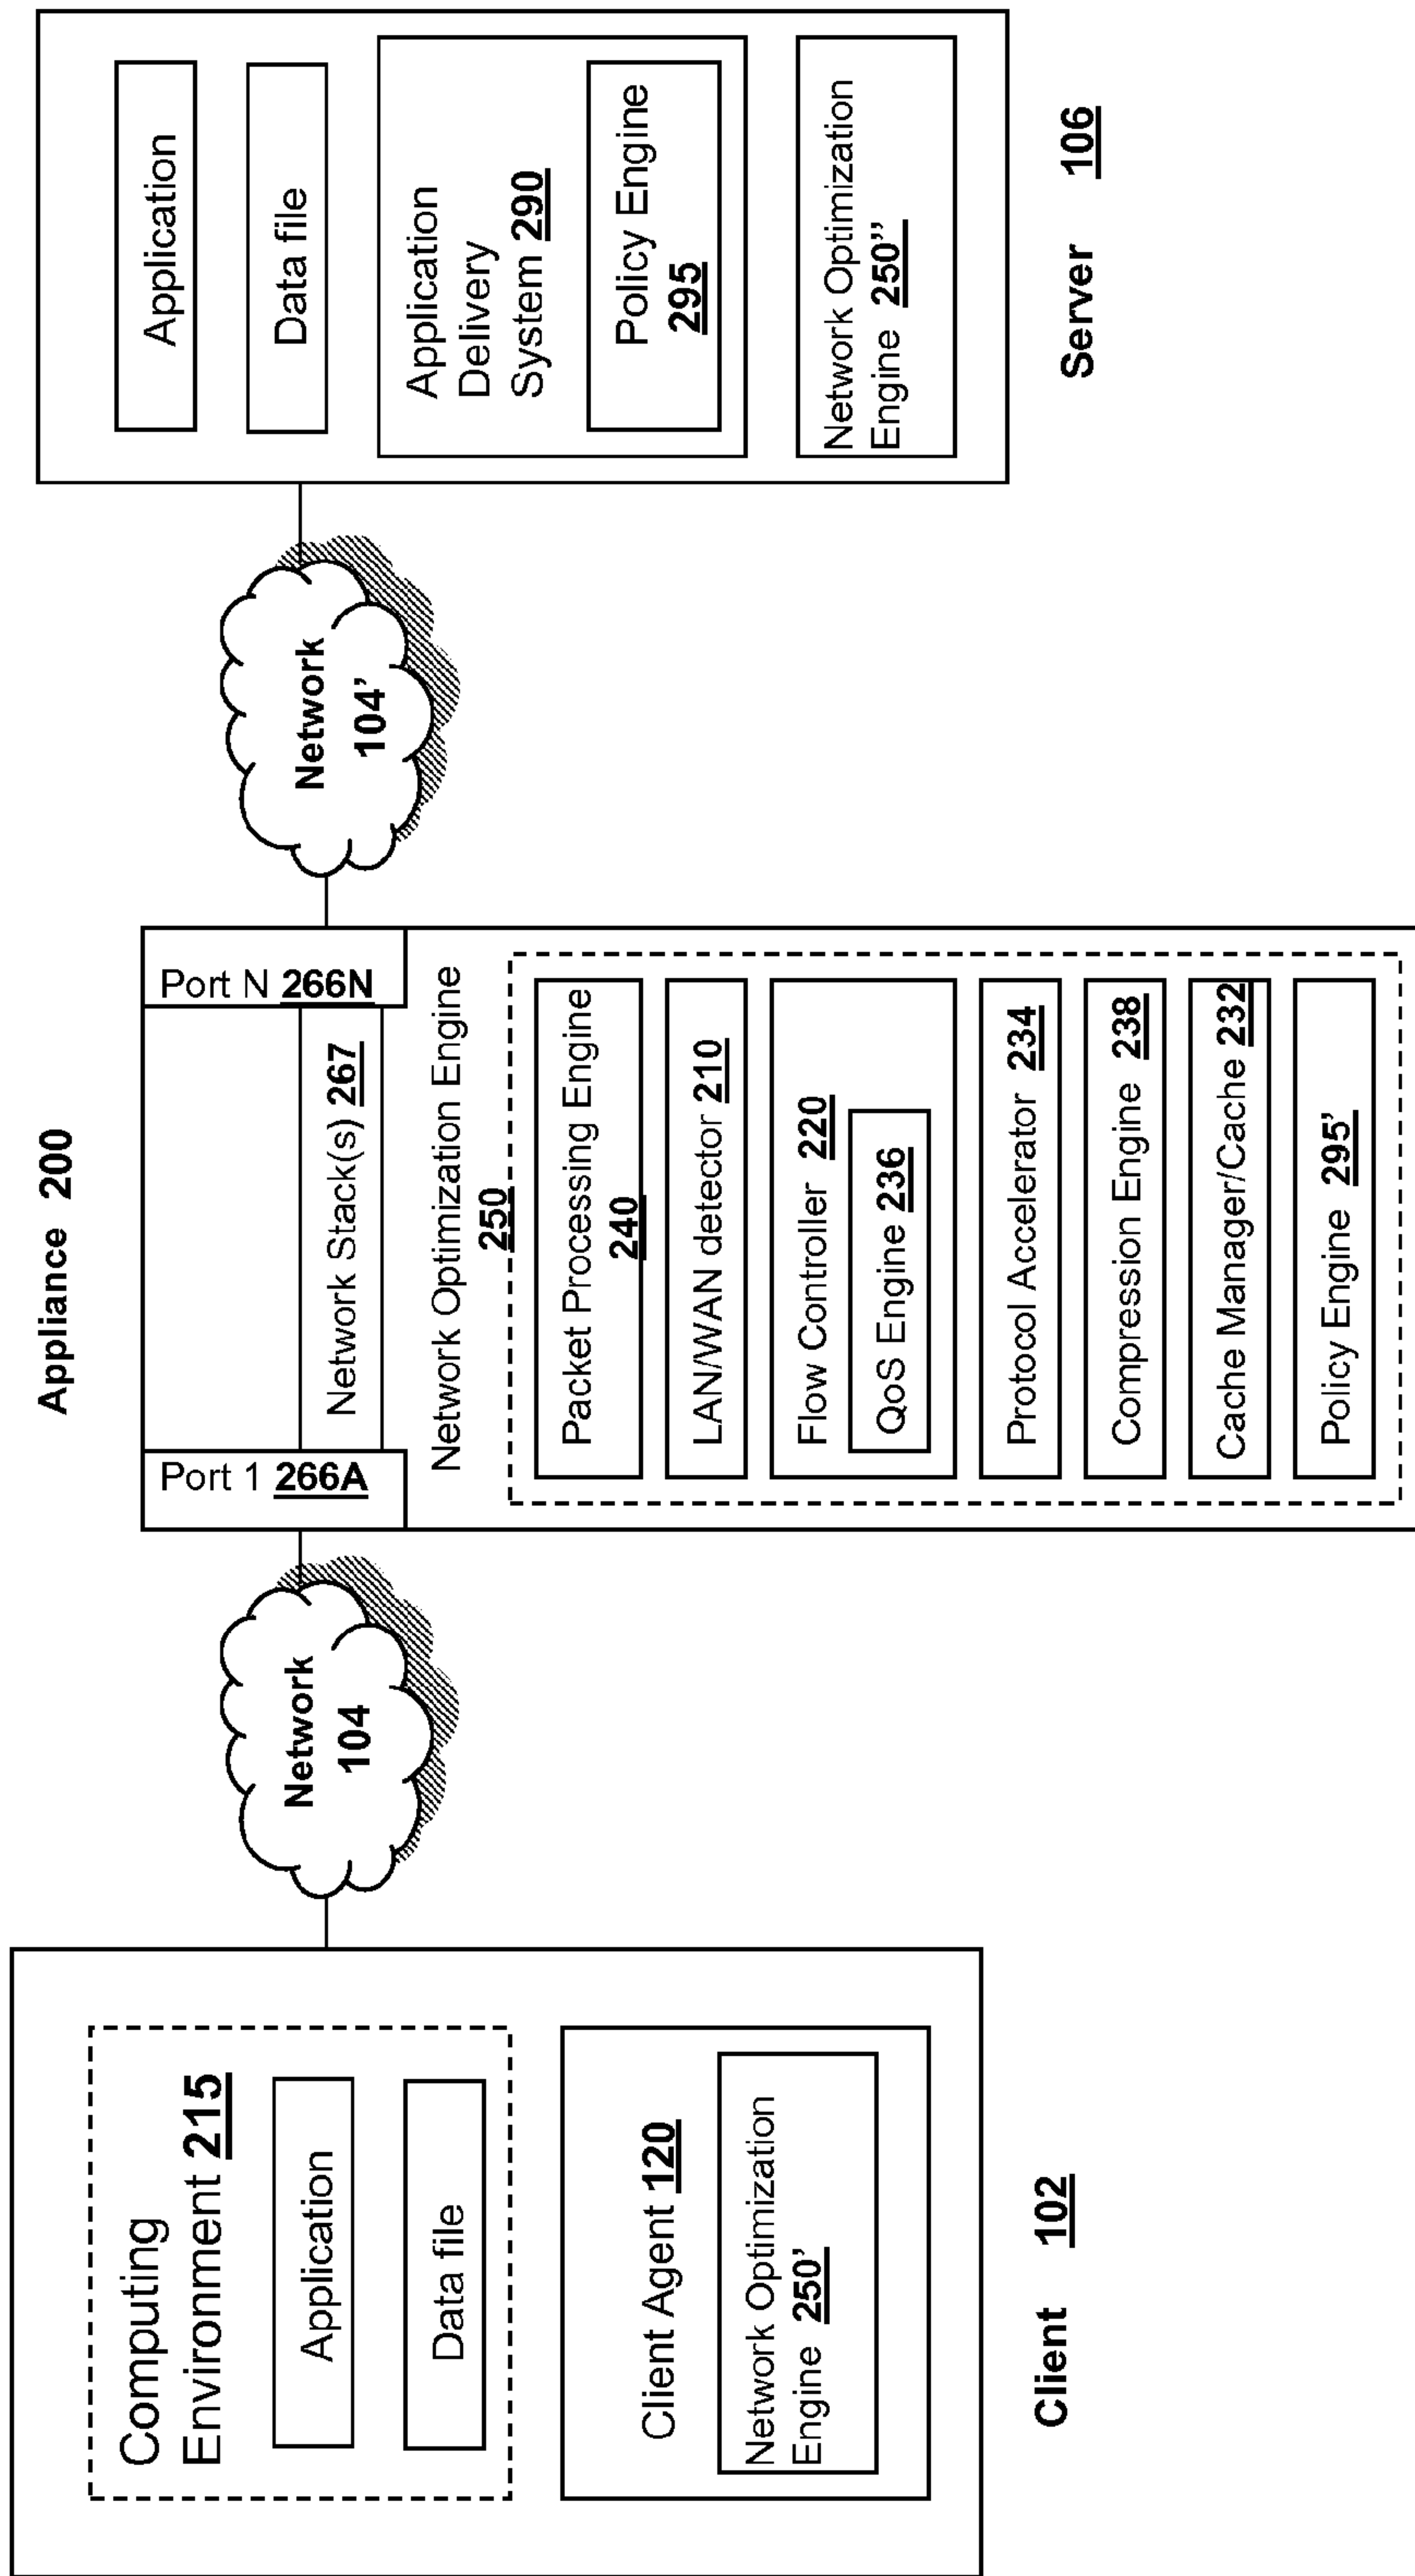 Appliance 200
Computing
Environment 215
Application
Data file
Client Agent 120
Network Optimization
Engine 250’
Client 102
Network
104
Port 1 266A
Port N 266N
Network Stack(s) 267
Network Optimization Engine
250
Packet Processing Engine
240
LAN/WAN detector 210
Flow Controller 220
QoS Engine 236
Protocol Accelerator 234
Compression Engine 238
Cache Manager/Cache 232
Policy Engine 295’
Network
104’
Application
Data file
Application
Delivery
System 290
Policy Engine
295
Network Optimization
Engine 250’’
Server 106